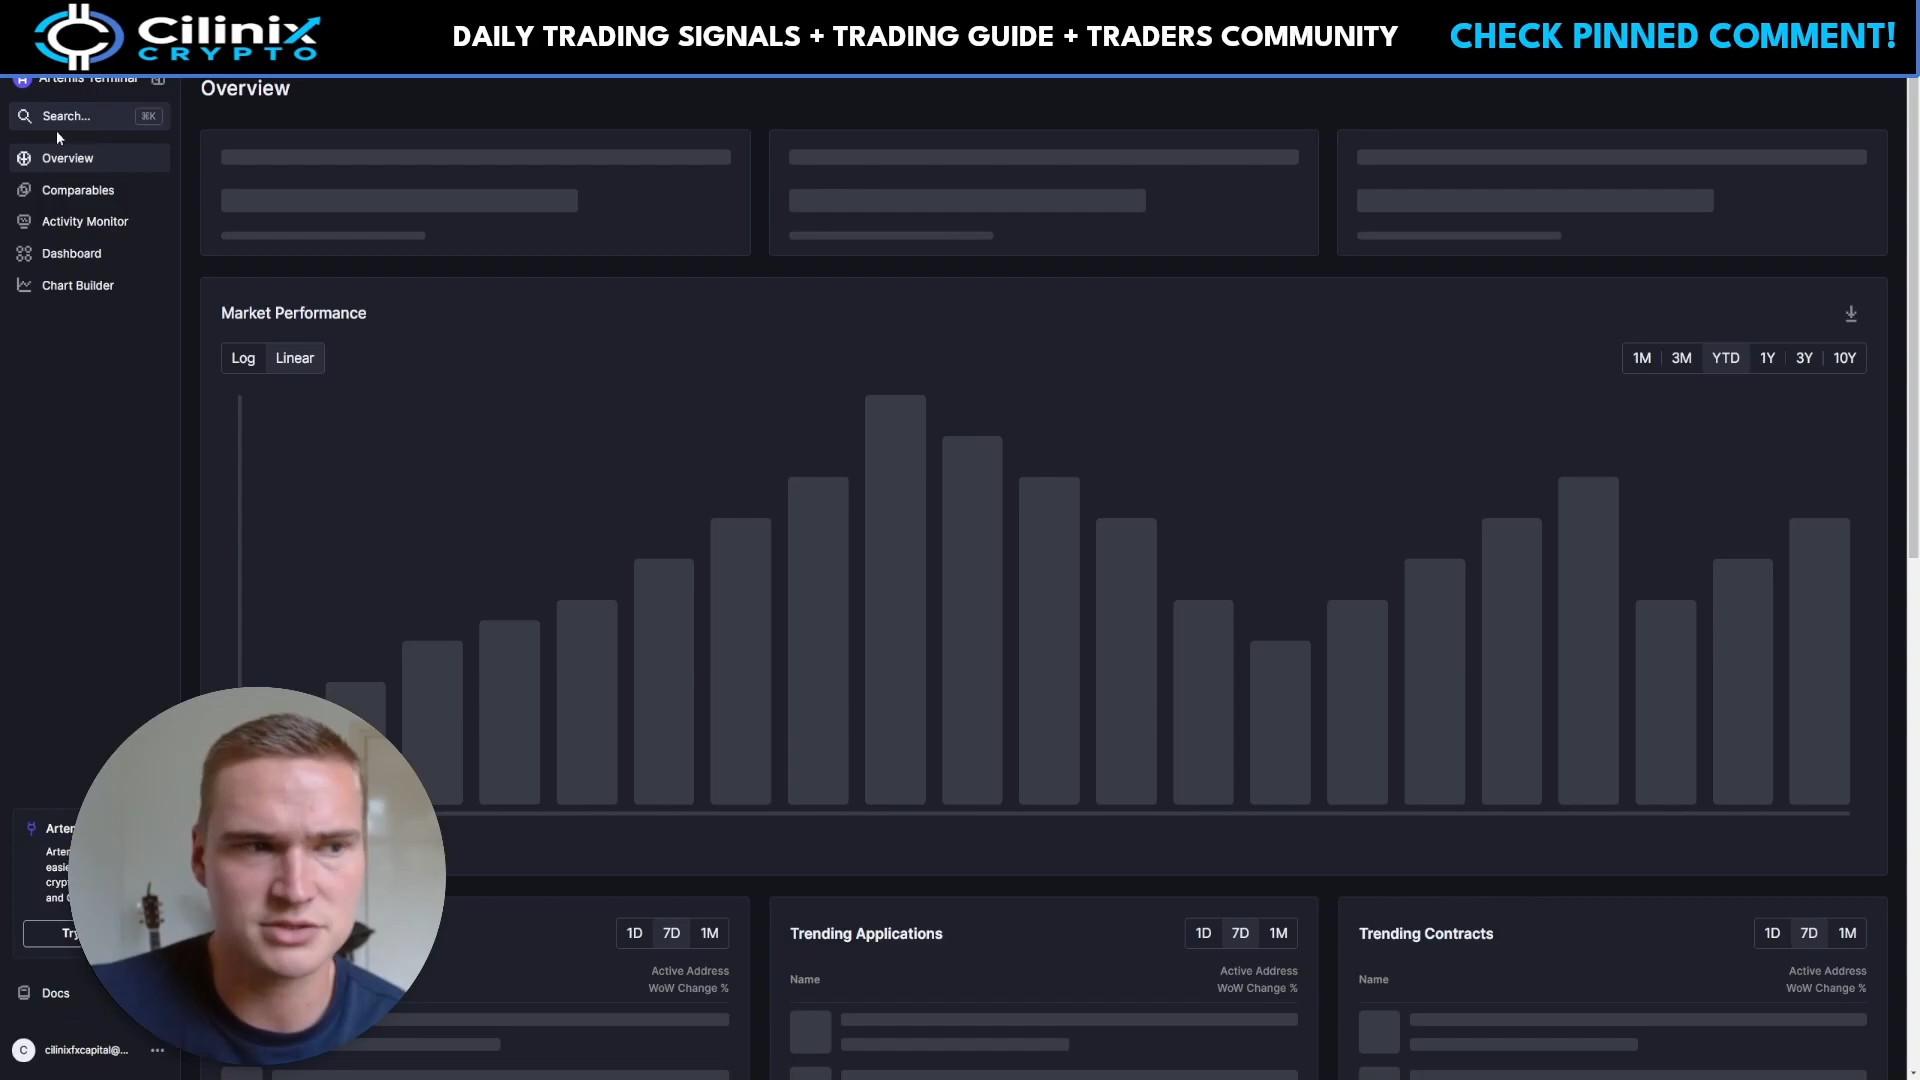 Cilinix
CRYPTO
DAILY TRADING SIGNALS + TRADING GUIDE + TRADERS COMMUNITY
CHECK PINNED COMMENT!
Artemis Terminal
Search...
⌘K
Overview
Comparables
Activity Monitor
Dashboard
Chart Builder
Overview
Market Performance
Log
Linear
1M
3M
YTD
1Y
3Y
10Y
1D
7D
1M
Active Address
WoW Change %
Trending Applications
1D
7D
1M
Name
Active Address
WoW Change %
Trending Contracts
1D
7D
1M
Name
Active Address
WoW Change %
Docs
C
cilinixfxcapital@...